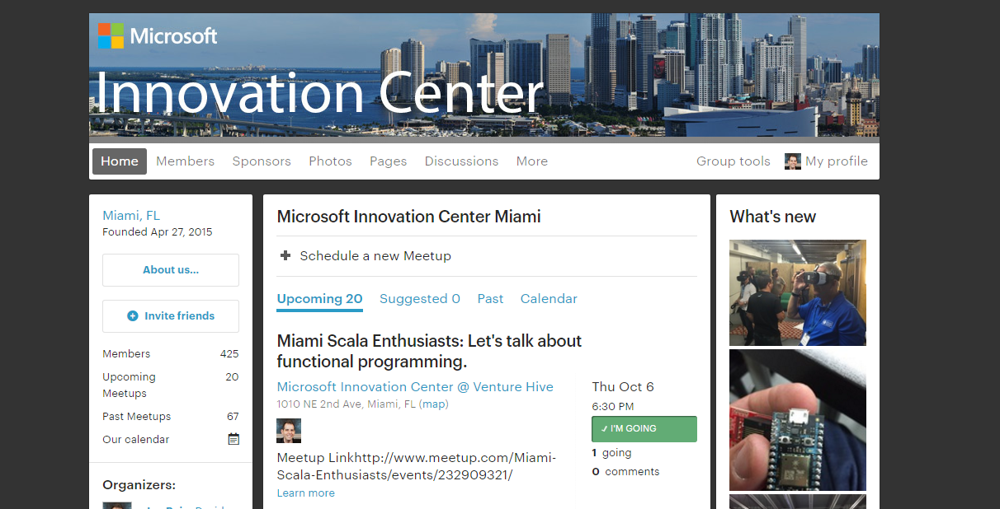 Microsoft
Innovation Center
Home Members Sponsors Photos Pages Discussions More Group tools My profile
Miami, FL
Founded Apr 27, 2015
About us...
Invite friends
Members 425
Upcoming Meetups 20
Past Meetups 67
Our calendar
Organizers:
Microsoft Innovation Center Miami
Schedule a new Meetup
Upcoming 20 Suggested 0 Past Calendar
Miami Scala Enthusiasts: Let's talk about
functional programming.
Microsoft Innovation Center @ Venture Hive
1010 NE 2nd Ave, Miami, FL (map)
Meetup Linkhttp://www.meetup.com/Miami-
Scala-Enthusiasts/events/232909321/
Learn more
Thu Oct 6
6:30 PM
✓ I'M GOING
1 going
0 comments
What's new